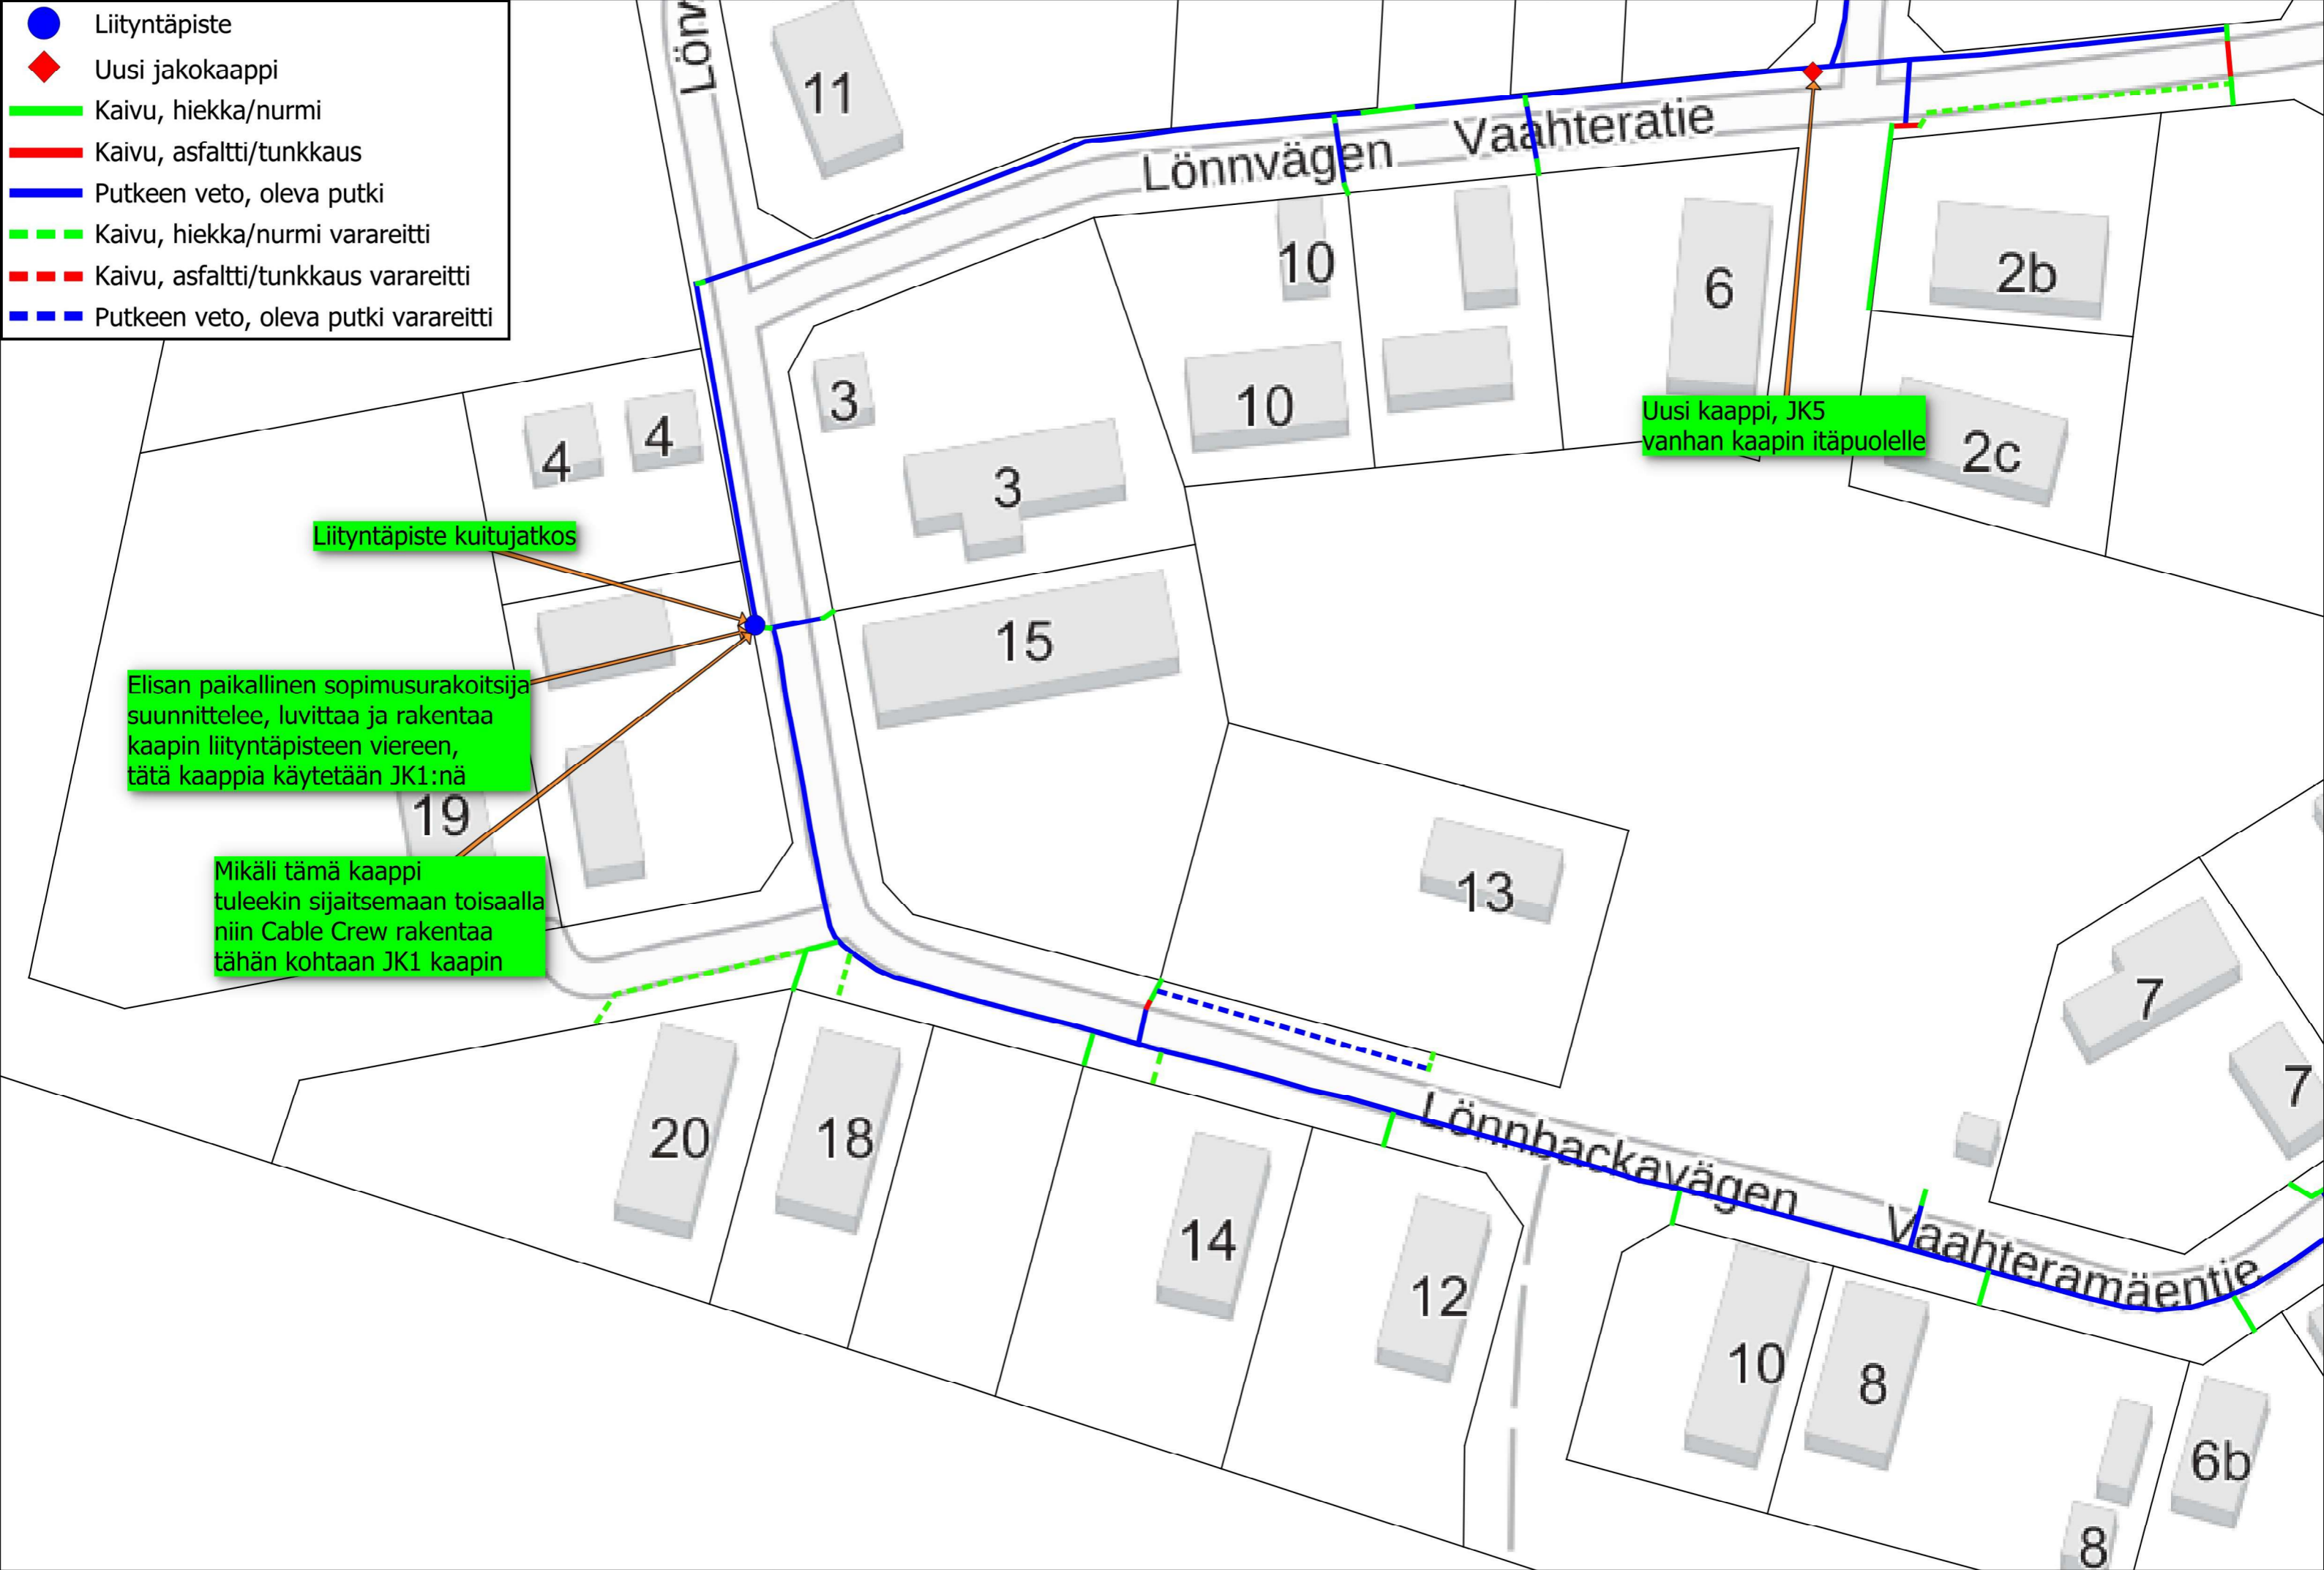 Liityntäpiste
Uusi jakokaappi
Kaivu, hiekka/nurmi
Kaivu, asfaltti/tunkkaus
Putkeen veto, oleva putki
Kaivu, hiekka/nurmi varareitti
Kaivu, asfaltti/tunkkaus varareitti
Putkeen veto, oleva putki varareitti
Lönn
11
Lönnvägen
Vaahteratie
10
6
2b
3
10
4
4
Uusi kaappi, JK5
vanhan kaapin itäpuolelle
2c
3
Liityntäpiste kuitujatkos
15
Elisan paikallinen sopimusurakoitsija
suunnittelee, luvittaa ja rakentaa
kaapin liityntäpisteen viereen,
tätä kaappia käytetään JK1:nä
19
13
Mikäli tämä kaappi
tuleekin sijaitsemaan toisaalla
niin Cable Crew rakentaa
tähän kohtaan JK1 kaapin
7
7
20
18
Lönnbackavägen
Vaahteramäentie
14
12
10
8
6b
8